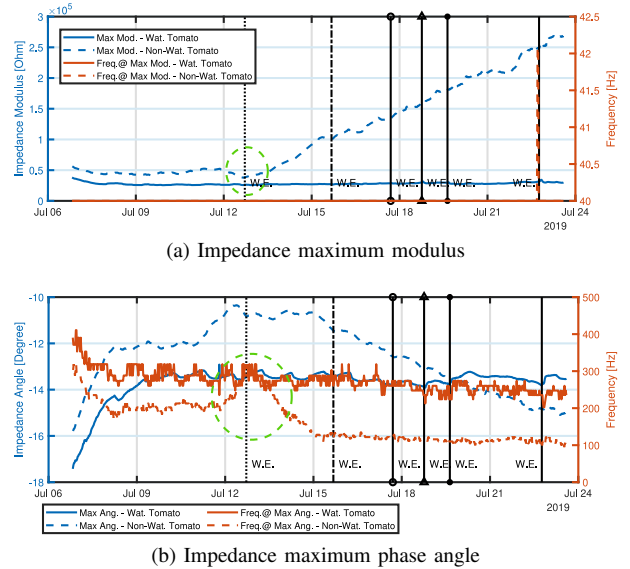 ×10⁵
3
2.5
2
1.5
1
0.5
0
Impedance Modulus [Ohm]
Max Mod. - Wat. Tomato
Max Mod. - Non-Wat. Tomato
Freq.@ Max Mod. - Wat. Tomato
Freq.@ Max Mod. - Non-Wat. Tomato
W.E. W.E. W.E. W.E. W.E. W.E.
42.5
42
41.5
41
40.5
40
Frequency [Hz]
Jul 06 Jul 09 Jul 12 Jul 15 Jul 18 Jul 21 Jul 24
2019
(a) Impedance maximum modulus
-10
-12
-14
-16
-18
Impedance Angle [Degree]
W.E. W.E. W.E. W.E. W.E. W.E.
500
400
300
200
100
0
Frequency [Hz]
Jul 06 Jul 09 Jul 12 Jul 15 Jul 18 Jul 21 Jul 24
2019
Max Ang. - Wat. Tomato Freq.@ Max Ang. - Wat. Tomato
Max Ang. - Non-Wat. Tomato Freq.@ Max Ang. - Non-Wat. Tomato
(b) Impedance maximum phase angle